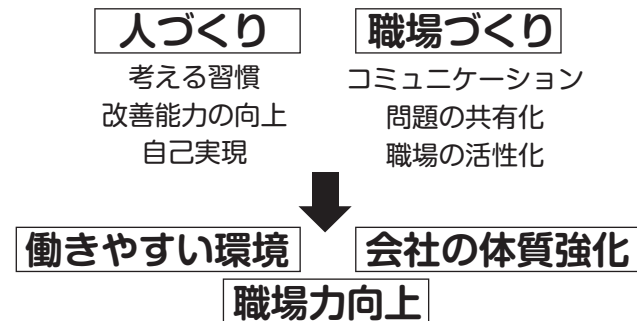 人づくり
考える習慣
改善能力の向上
自己実現
職場づくり
コミュニケーション
問題の共有化
職場の活性化
働きやすい環境
会社の体質強化
職場力向上